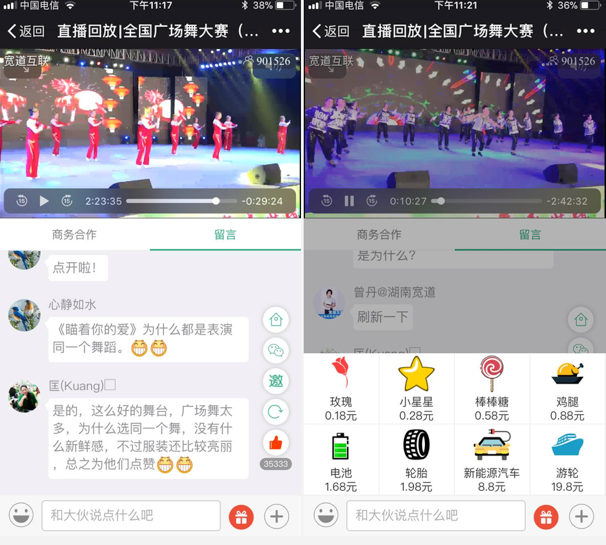 中国电信
下午11:17
38%
返回
直播回放|全国广场舞大赛（...
宽道互联
901526
15
15
2:23:35
-0:29:24
商务合作
留言
点开啦！
心静如水
《瞄着你的爱》为什么都是表演
同一个舞蹈。
匡(Kuang)
是的，这么好的舞台，广场舞太
多，为什么选同一个舞，没有什
么新鲜感，不过服装还比较亮丽
，总之为他们点赞
邀
35333
和大伙说点什么吧
中国电信
下午11:21
36%
返回
直播回放|全国广场舞大赛（...
宽道互联
901526
15
15
0:10:27
-2:42:32
商务合作
留言
是为什么？
曾丹@湖南宽道
刷新一下
匡(Kuang)
玫瑰
0.18元
小星星
0.28元
棒棒糖
0.58元
鸡腿
0.88元
电池
1.68元
轮胎
1.98元
新能源汽车
8.8元
游轮
19.8元
和大伙说点什么吧